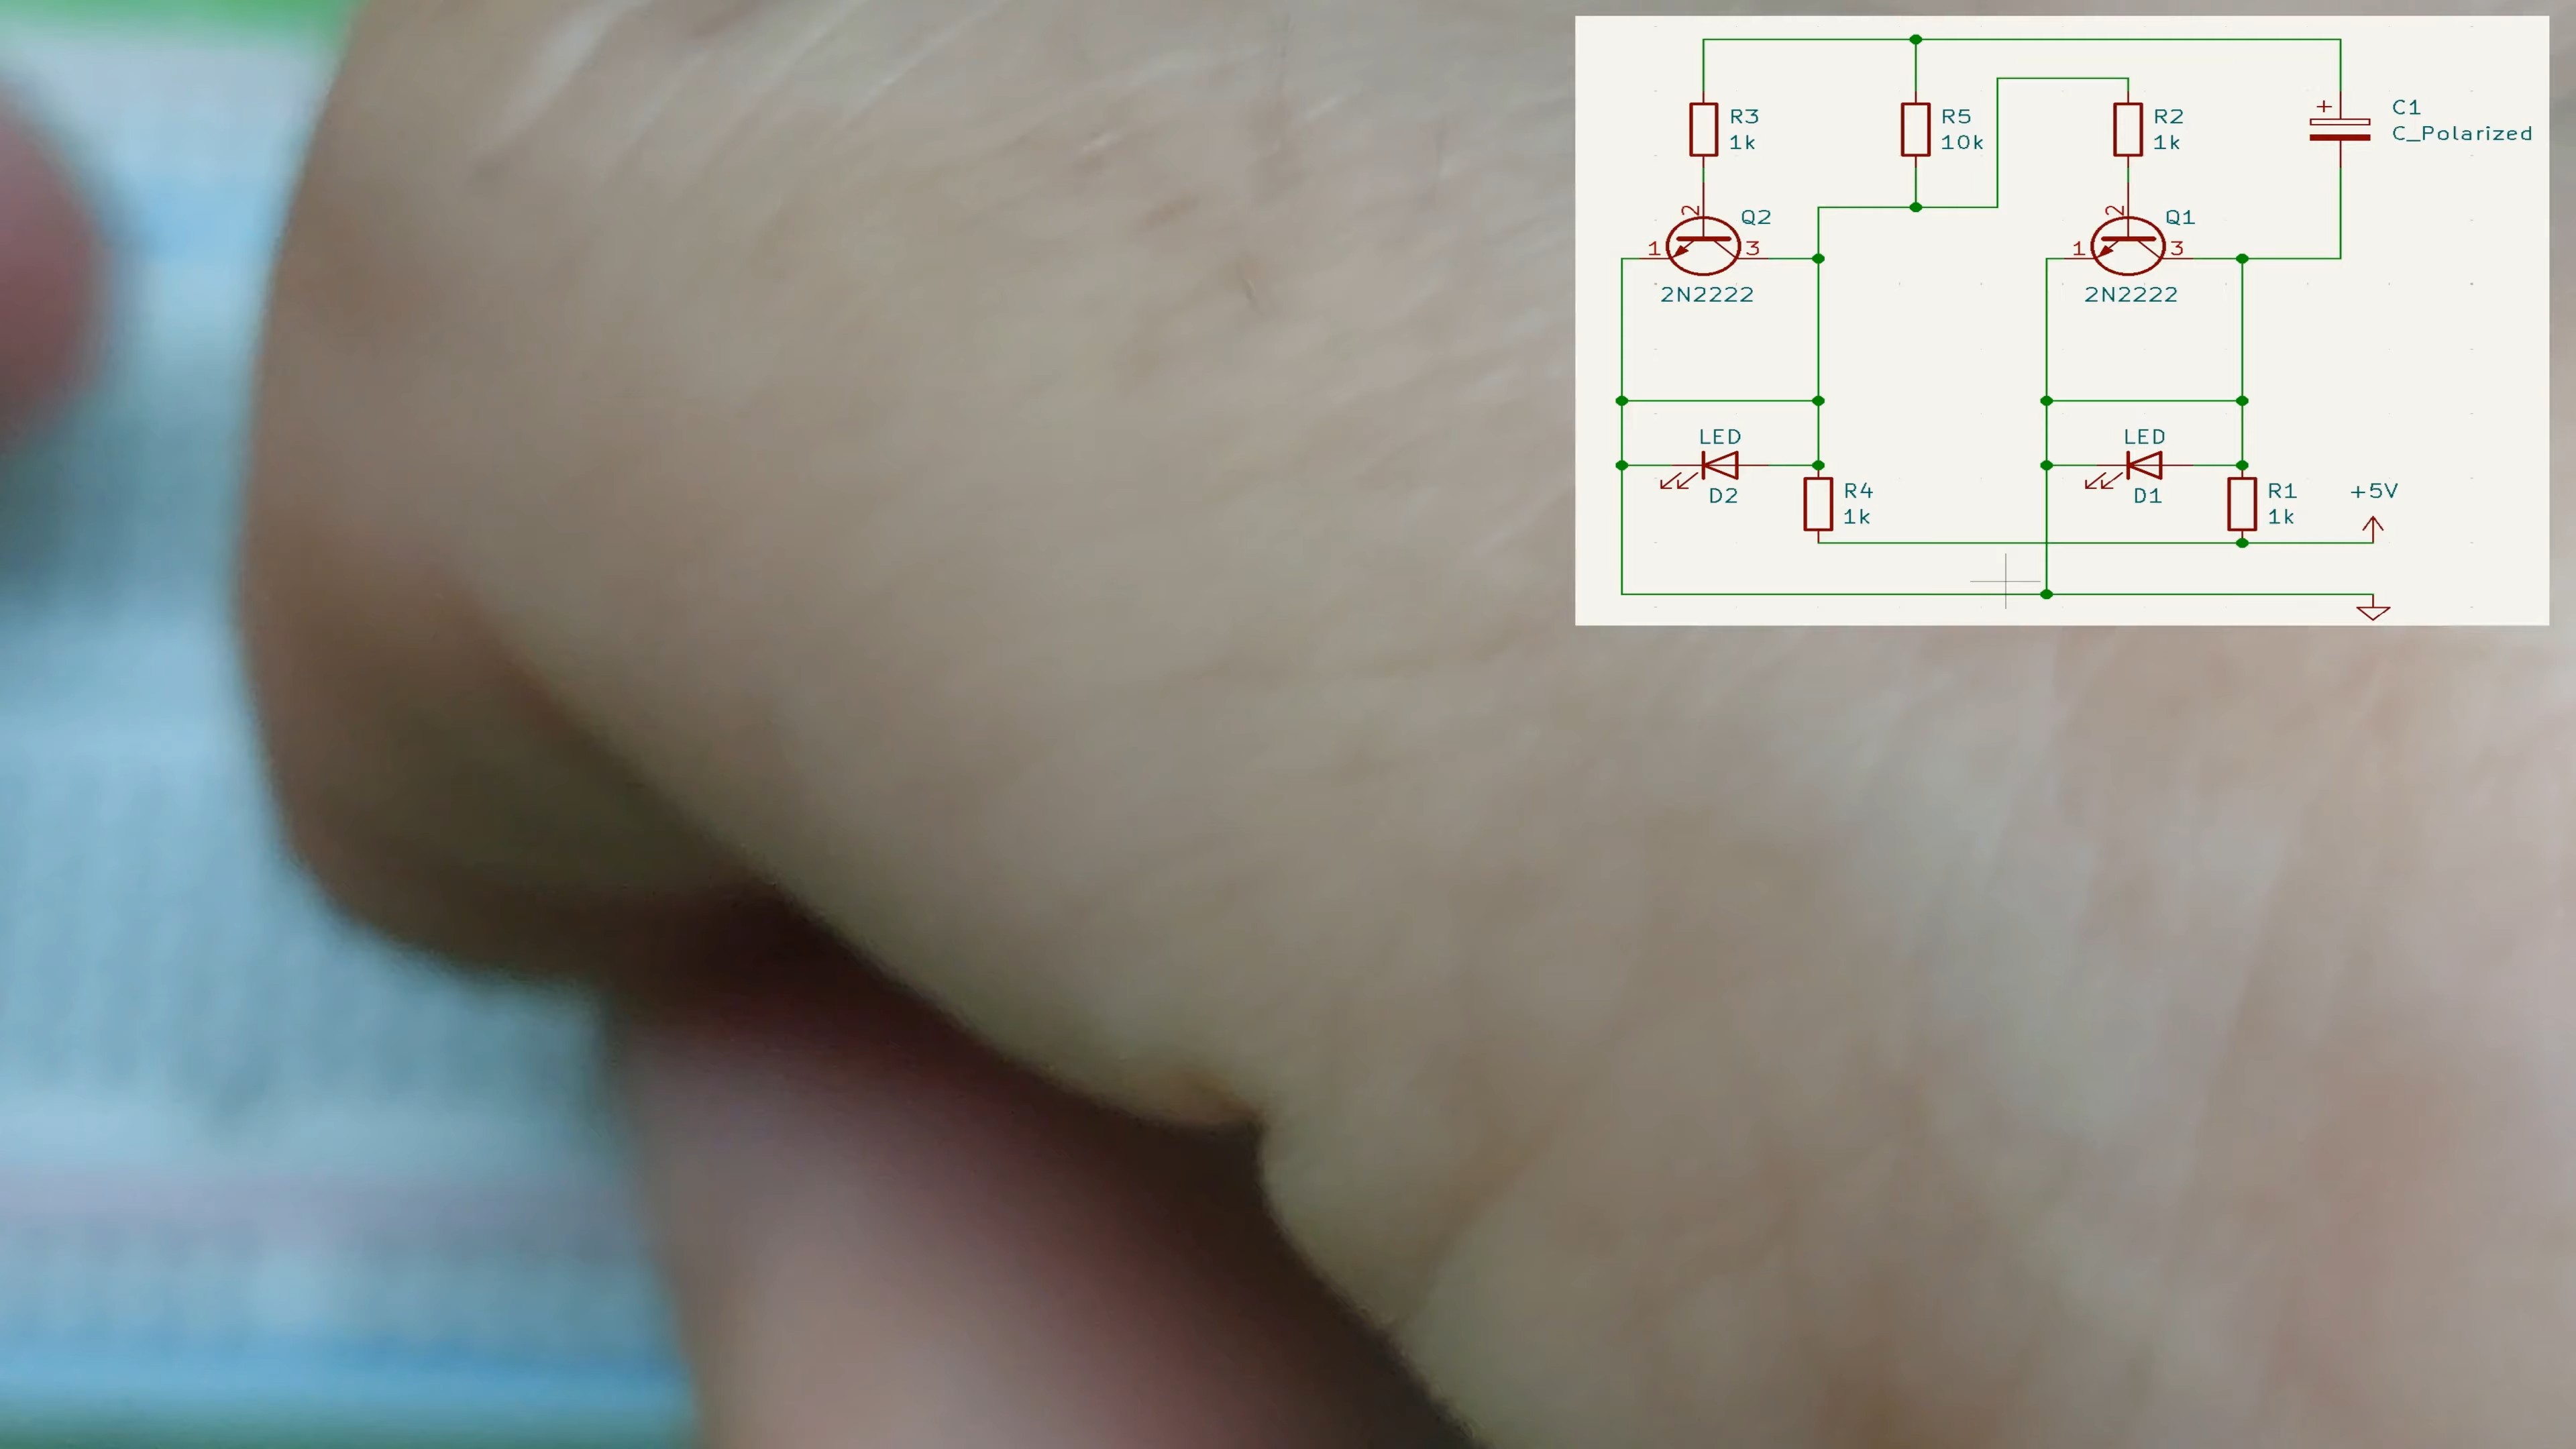 R3
1k
R5
10k
R2
1k
+
C1
C_Polarized
2
Q2
1
3
2N2222
2
Q1
1
3
2N2222
LED
D2
R4
1k
LED
D1
R1
1k
+5V